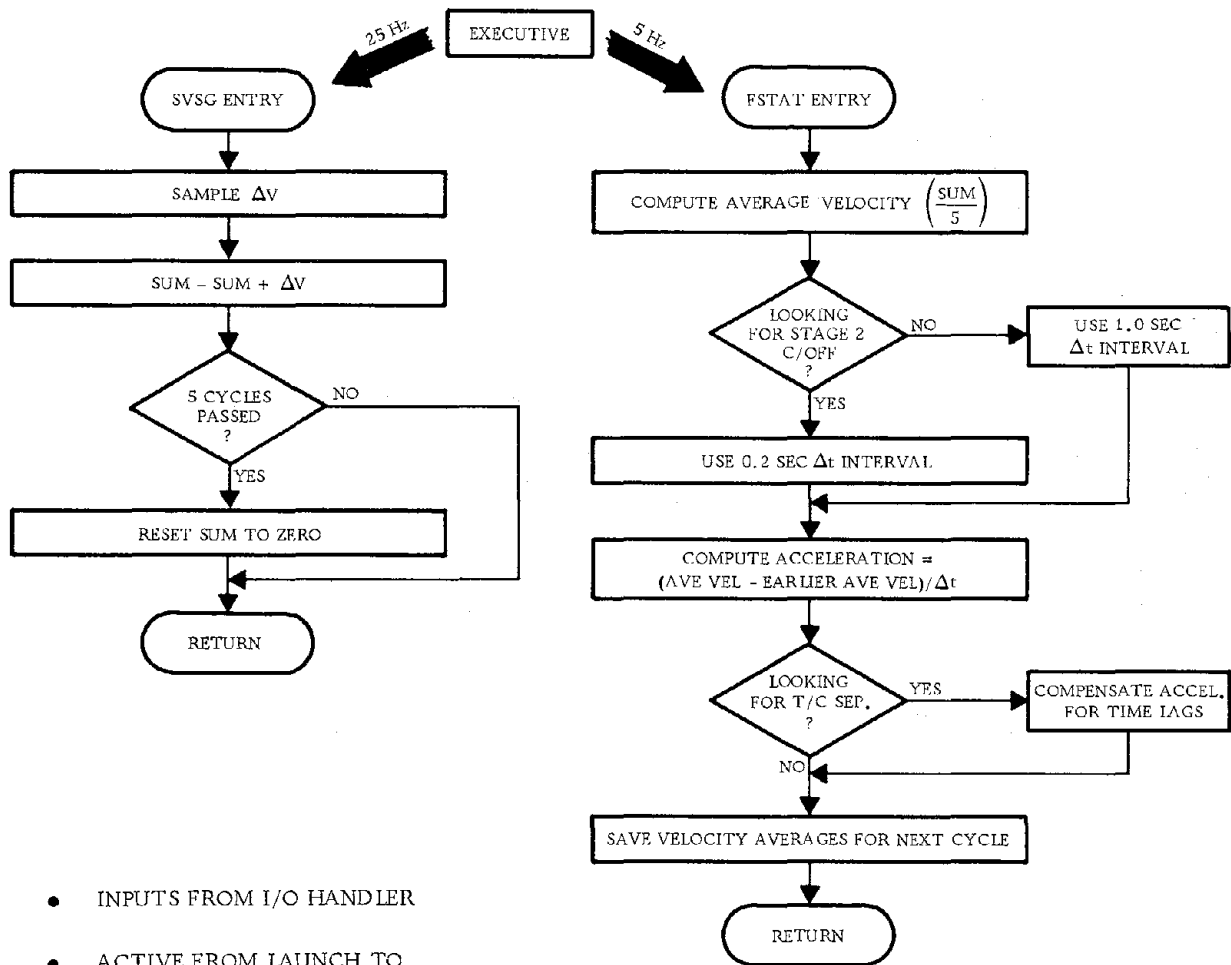 EXECUTIVE
25 Hz
5 Hz
SVSG ENTRY
SAMPLE ΔV
SUM – SUM + ΔV
5 CYCLES
PASSED
?
NO
YES
RESET SUM TO ZERO
RETURN
FSTAT ENTRY
COMPUTE AVERAGE VELOCITY (SUM/5)
LOOKING
FOR STAGE 2
C/OFF
?
NO
USE 1.0 SEC
Δt INTERVAL
YES
USE 0.2 SEC Δt INTERVAL
COMPUTE ACCELERATION =
(AVE VEL – EARLIER AVE VEL)/Δt
LOOKING
FOR T/C SEP.
?
YES
COMPENSATE ACCEL.
FOR TIME LAGS
NO
SAVE VELOCITY AVERAGES FOR NEXT CYCLE
RETURN
• INPUTS FROM I/O HANDLER
• ACTIVE FROM LAUNCH TO